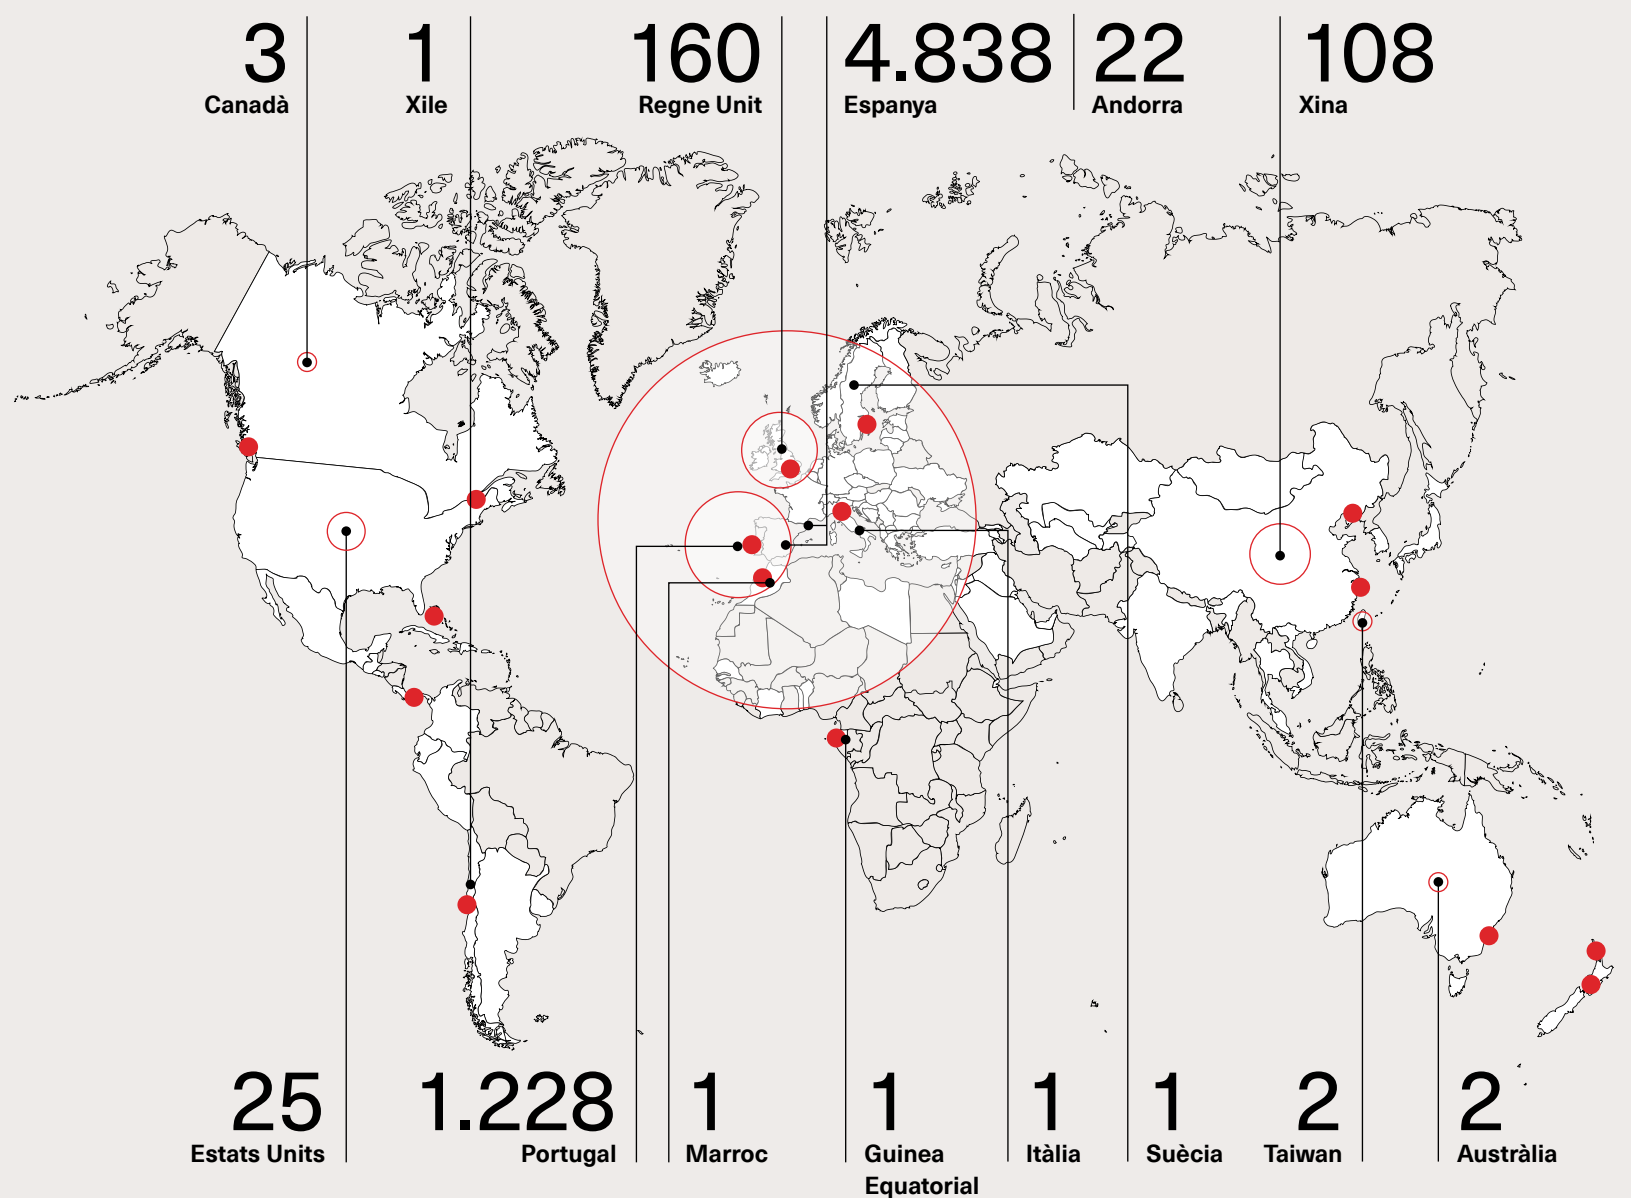 3
Canadà
1
Xile
160
Regne Unit
4.838
Espanya
22
Andorra
108
Xina
25
Estats Units
1.228
Portugal
1
Marroc
1
Guinea
Equatorial
1
Itàlia
1
Suècia
2
Taiwan
2
Austràlia